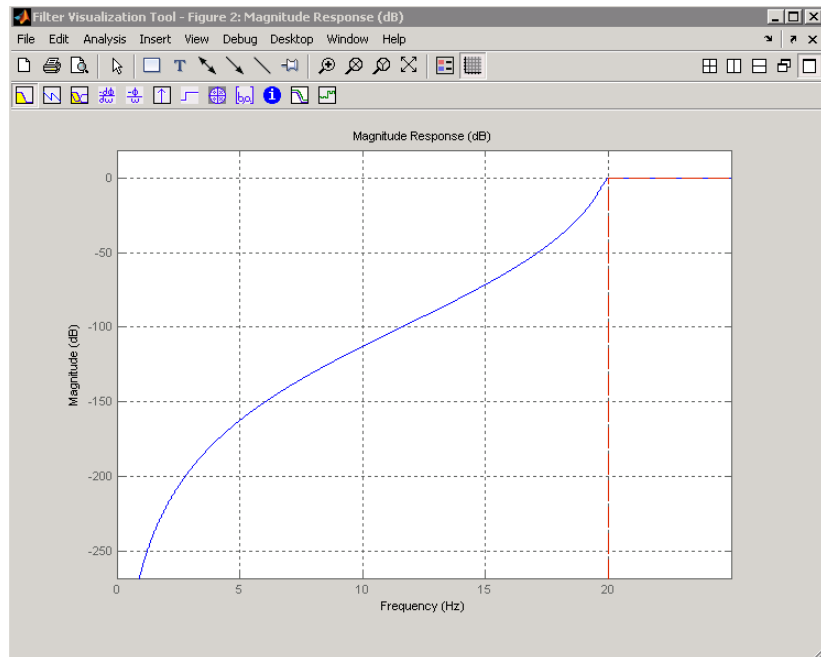 Filter Visualization Tool - Figure 2: Magnitude Response (dB)
File Edit Analysis Insert View Debug Desktop Window Help
T
[b,a]
i
Magnitude Response (dB)
0
-50
-100
-150
-200
-250
Magnitude (dB)
0 5 10 15 20
Frequency (Hz)